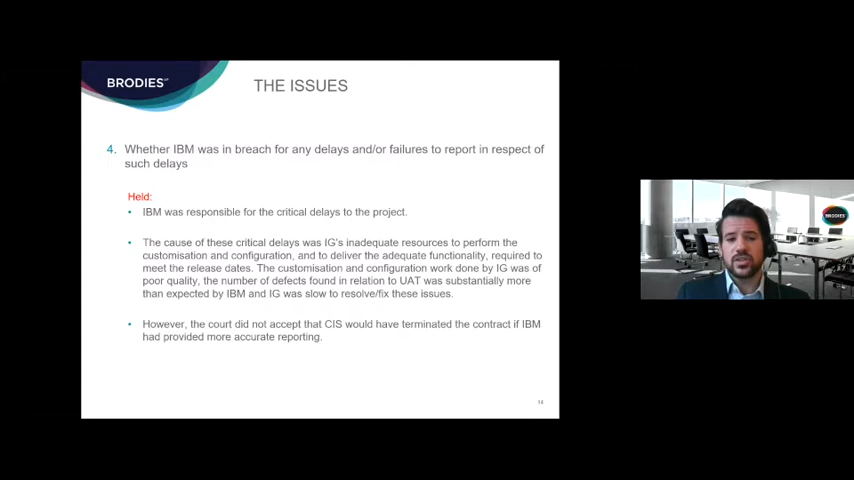 BRODIES LLP
THE ISSUES
4. Whether IBM was in breach for any delays and/or failures to report in respect of
such delays
Held:
• IBM was responsible for the critical delays to the project.
• The cause of these critical delays was IG's inadequate resources to perform the
customisation and configuration, and to deliver the adequate functionality, required to
meet the release dates. The customisation and configuration work done by IG was of
poor quality, the number of defects found in relation to UAT was substantially more
than expected by IBM and IG was slow to resolve/fix these issues.
• However, the court did not accept that CIS would have terminated the contract if IBM
had provided more accurate reporting.
14
BRODIES